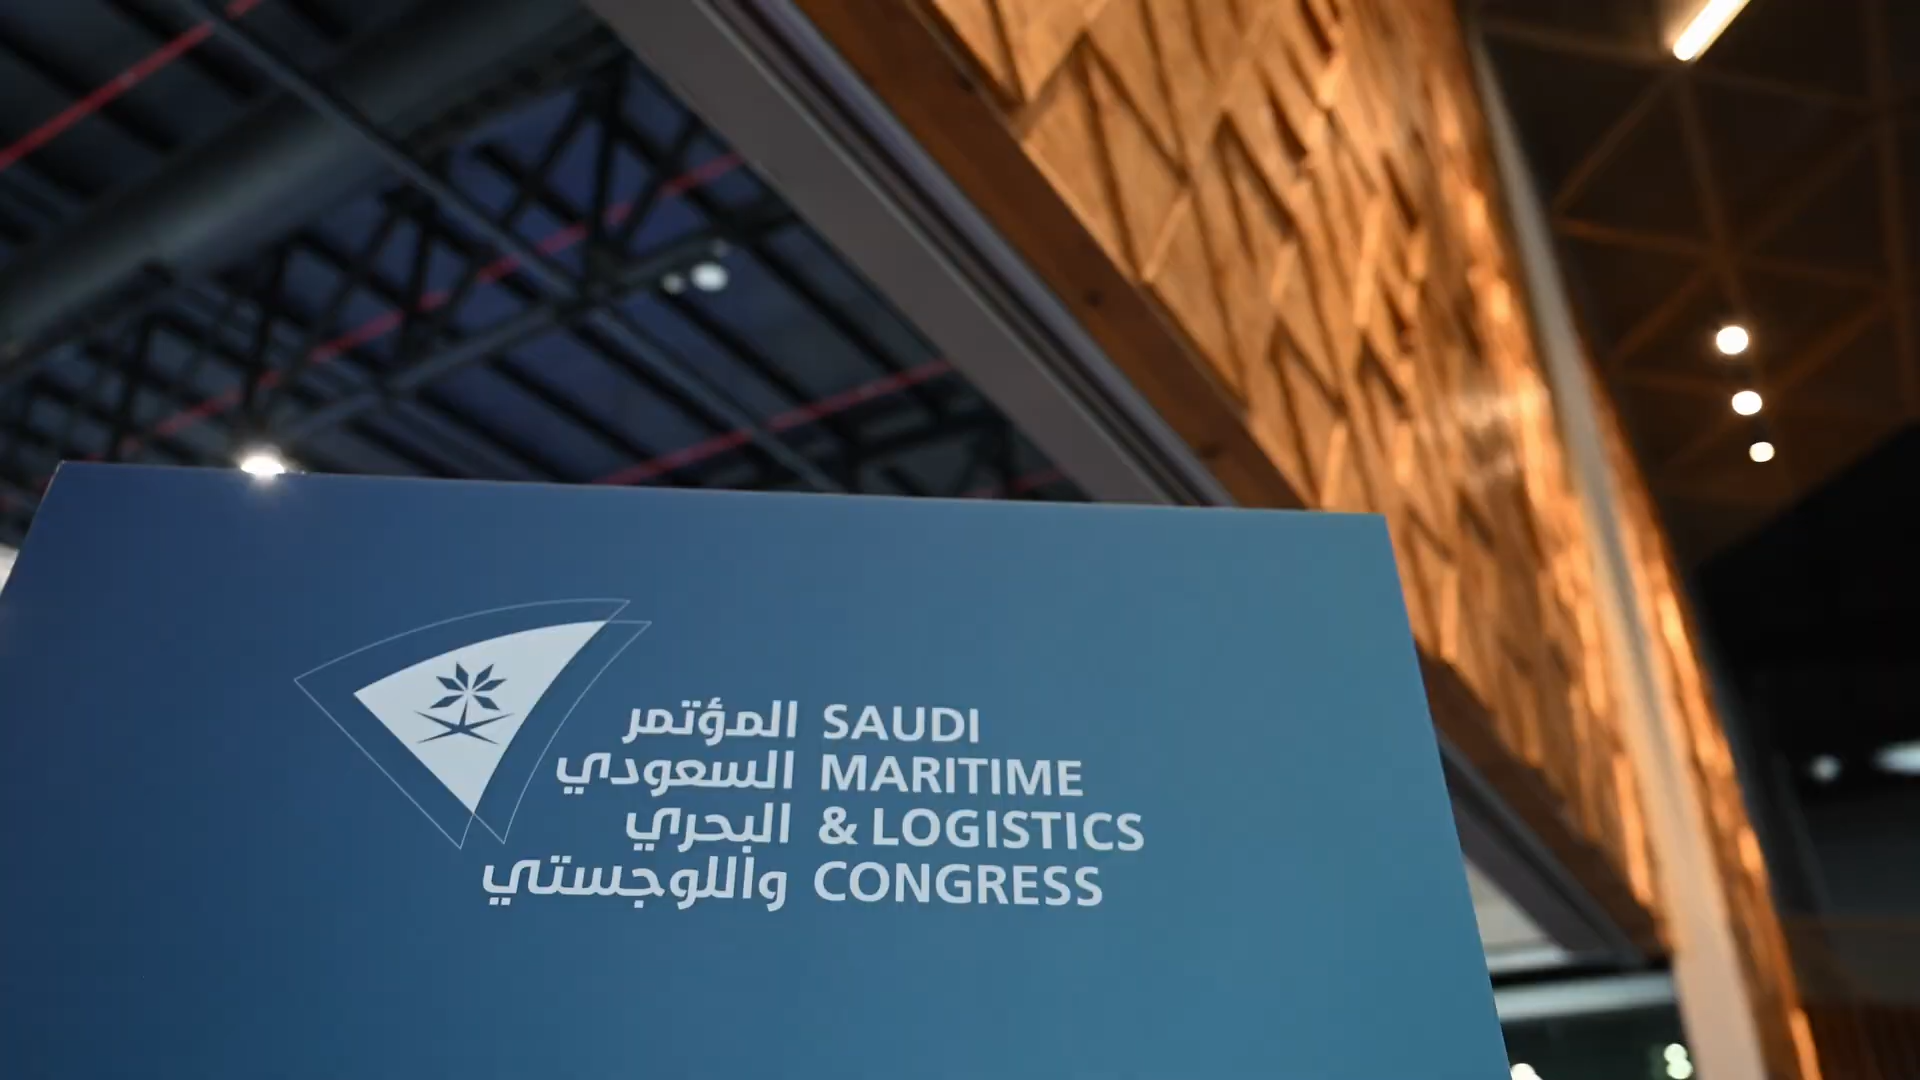 المؤتمر
السعودي
البحري
واللوجستي
SAUDI
MARITIME
& LOGISTICS
CONGRESS